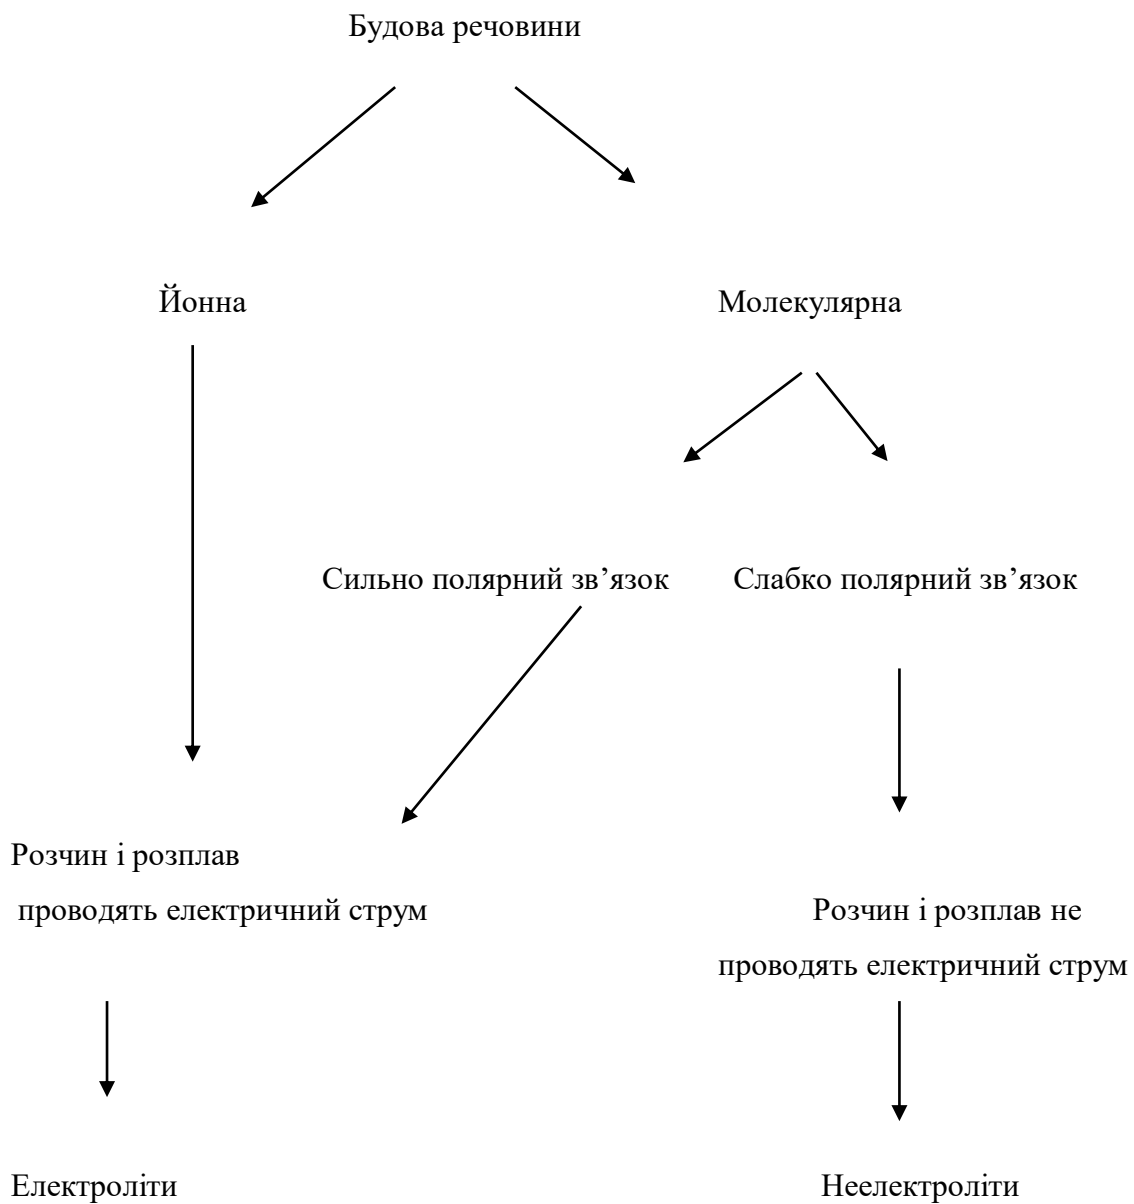 Будова речовини
Йонна
Молекулярна
Сильно полярний зв’язок
Слабко полярний зв’язок
Розчин і розплав
проводять електричний струм
Розчин і розплав не
проводять електричний струм
Електроліти
Неелектроліти